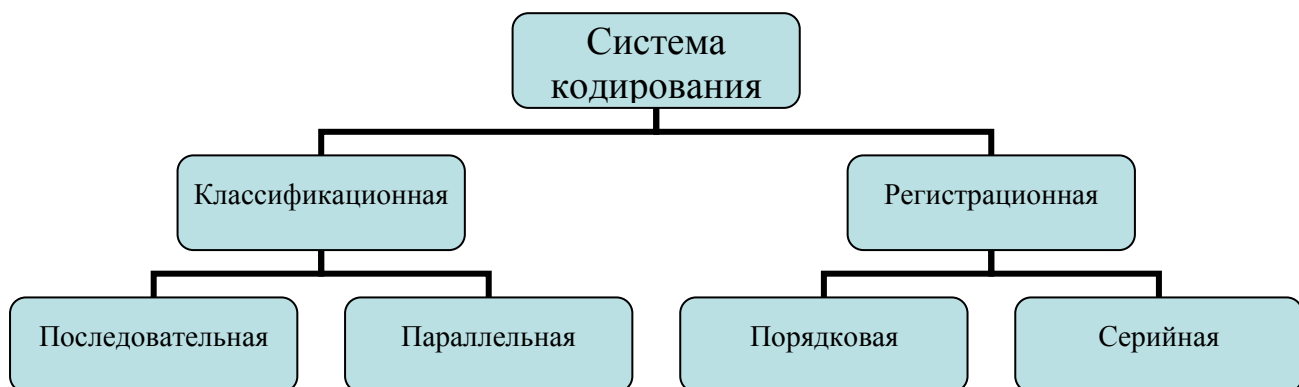 Система
кодирования
Классификационная
Регистрационная
Последовательная
Параллельная
Порядковая
Серийная